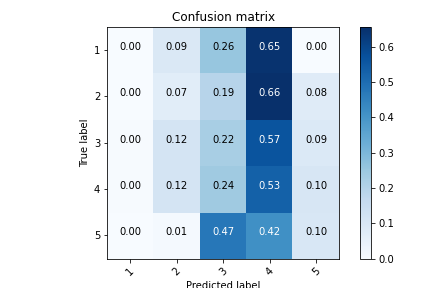 Confusion matrix
1 0.00 0.09 0.26 0.65 0.00
2 0.00 0.07 0.19 0.66 0.08
3 0.00 0.12 0.22 0.57 0.09
4 0.00 0.12 0.24 0.53 0.10
5 0.00 0.01 0.47 0.42 0.10
True label
1 2 3 4 5
Predicted label
0.6
0.5
0.4
0.3
0.2
0.1
0.0